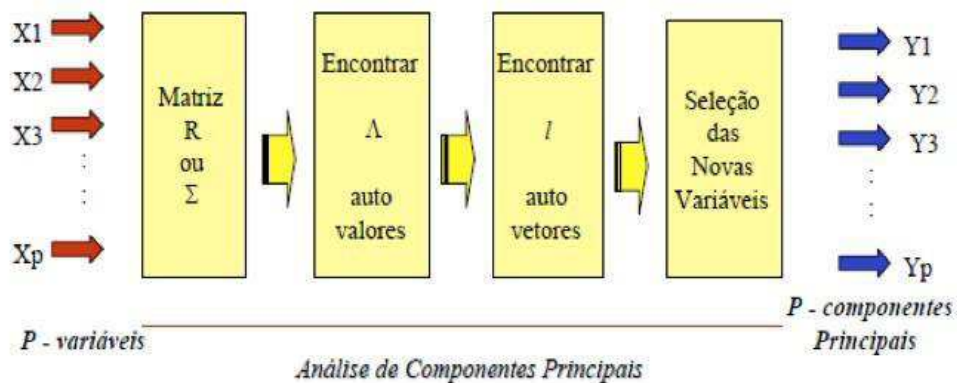 X1
X2
X3
:
:
Xp
P - variáveis
Matriz
R
ou
Σ
Encontrar
Λ
auto
valores
Encontrar
l
auto
vetores
Seleção
das
Novas
Variáveis
Y1
Y2
Y3
:
:
Yp
P - componentes
Principais
Análise de Componentes Principais